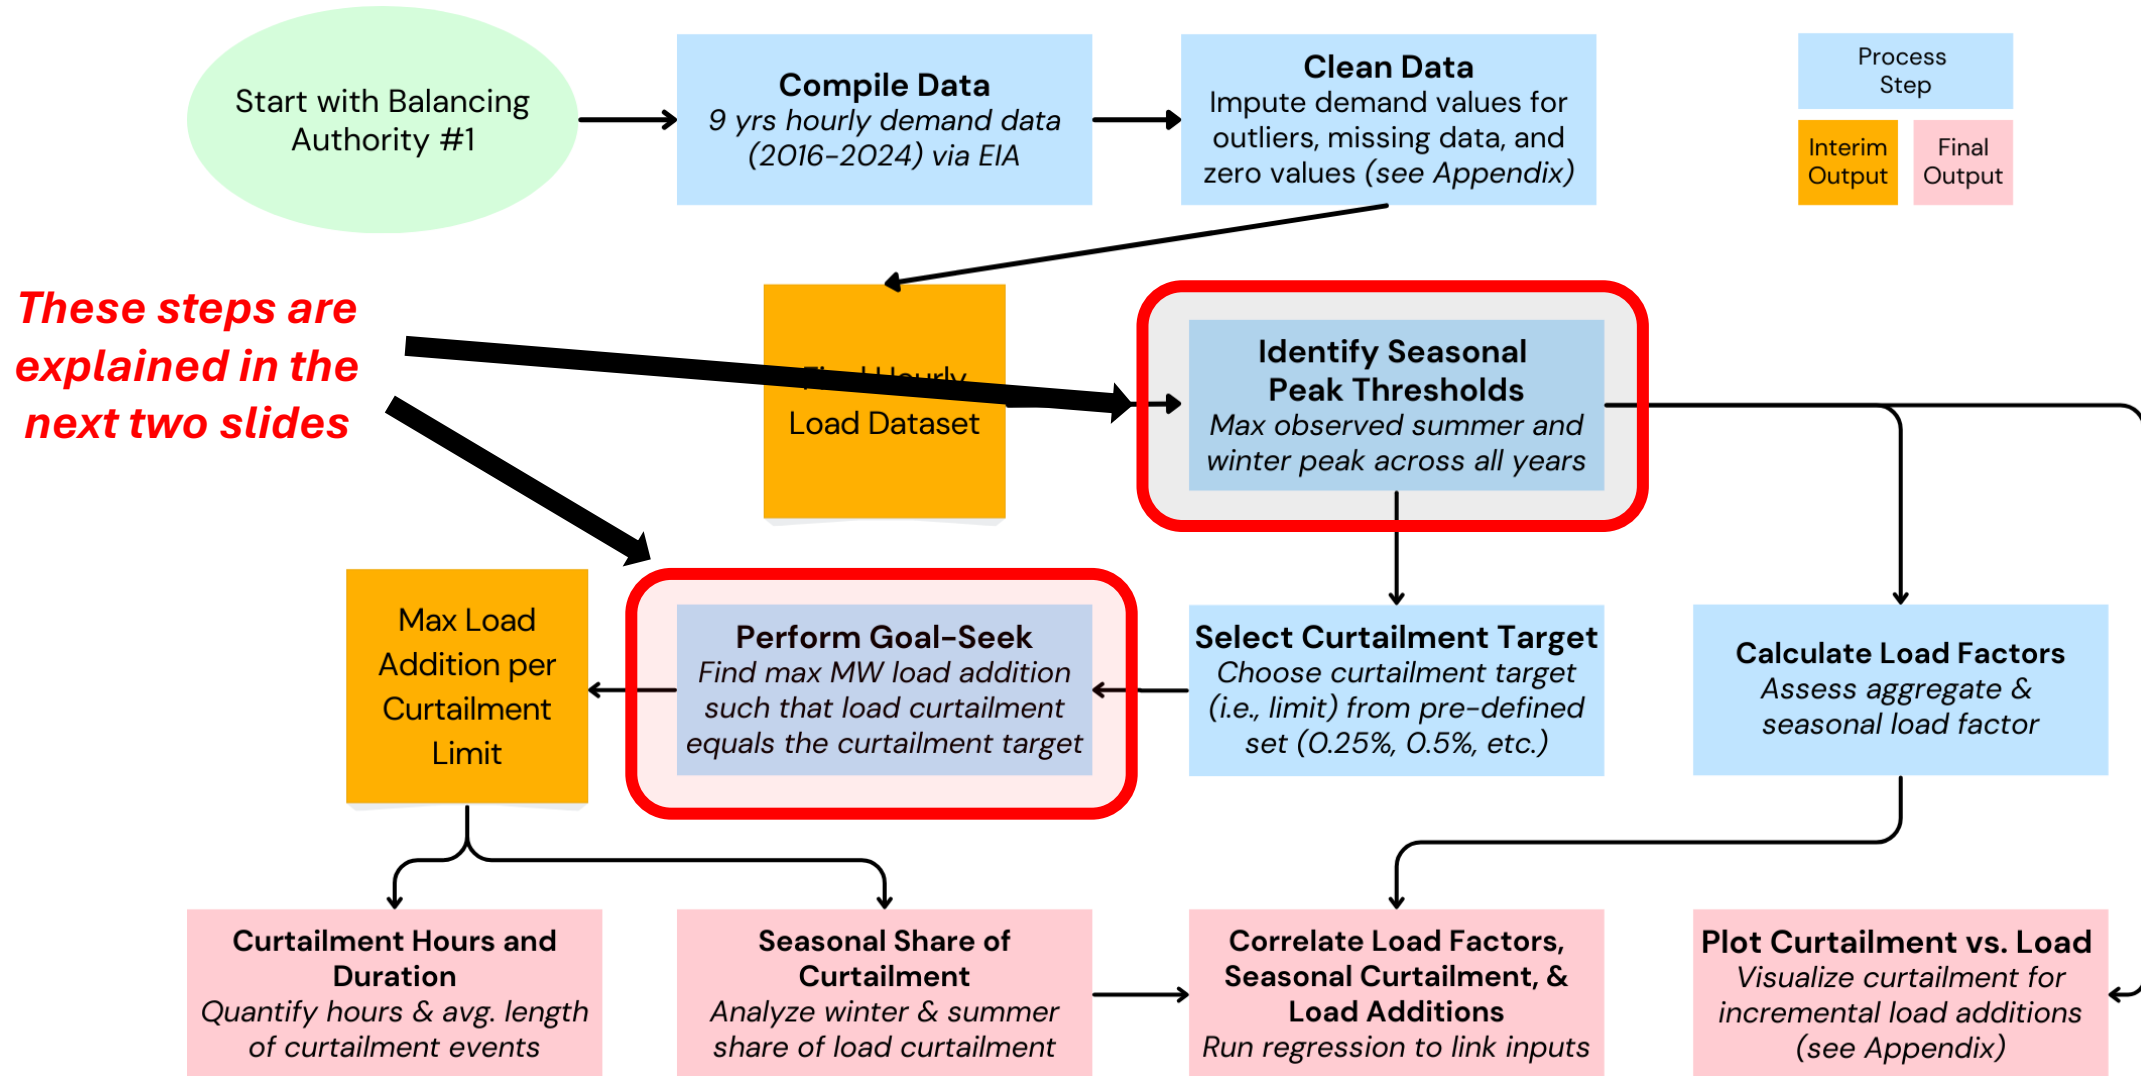 Start with Balancing
Authority #1
Compile Data
9 yrs hourly demand data
(2016-2024) via EIA
Clean Data
Impute demand values for
outliers, missing data, and
zero values (see Appendix)
Process
Step
Interim
Output
Final
Output
These steps are
explained in the
next two slides
Final Hourly
Load Dataset
Identify Seasonal
Peak Thresholds
Max observed summer and
winter peak across all years
Max Load
Addition per
Curtailment
Limit
Perform Goal-Seek
Find max MW load addition
such that load curtailment
equals the curtailment target
Select Curtailment Target
Choose curtailment target
(i.e., limit) from pre-defined
set (0.25%, 0.5%, etc.)
Calculate Load Factors
Assess aggregate &
seasonal load factor
Curtailment Hours and
Duration
Quantify hours & avg. length
of curtailment events
Seasonal Share of
Curtailment
Analyze winter & summer
share of load curtailment
Correlate Load Factors,
Seasonal Curtailment, &
Load Additions
Run regression to link inputs
Plot Curtailment vs. Load
Visualize curtailment for
incremental load additions
(see Appendix)